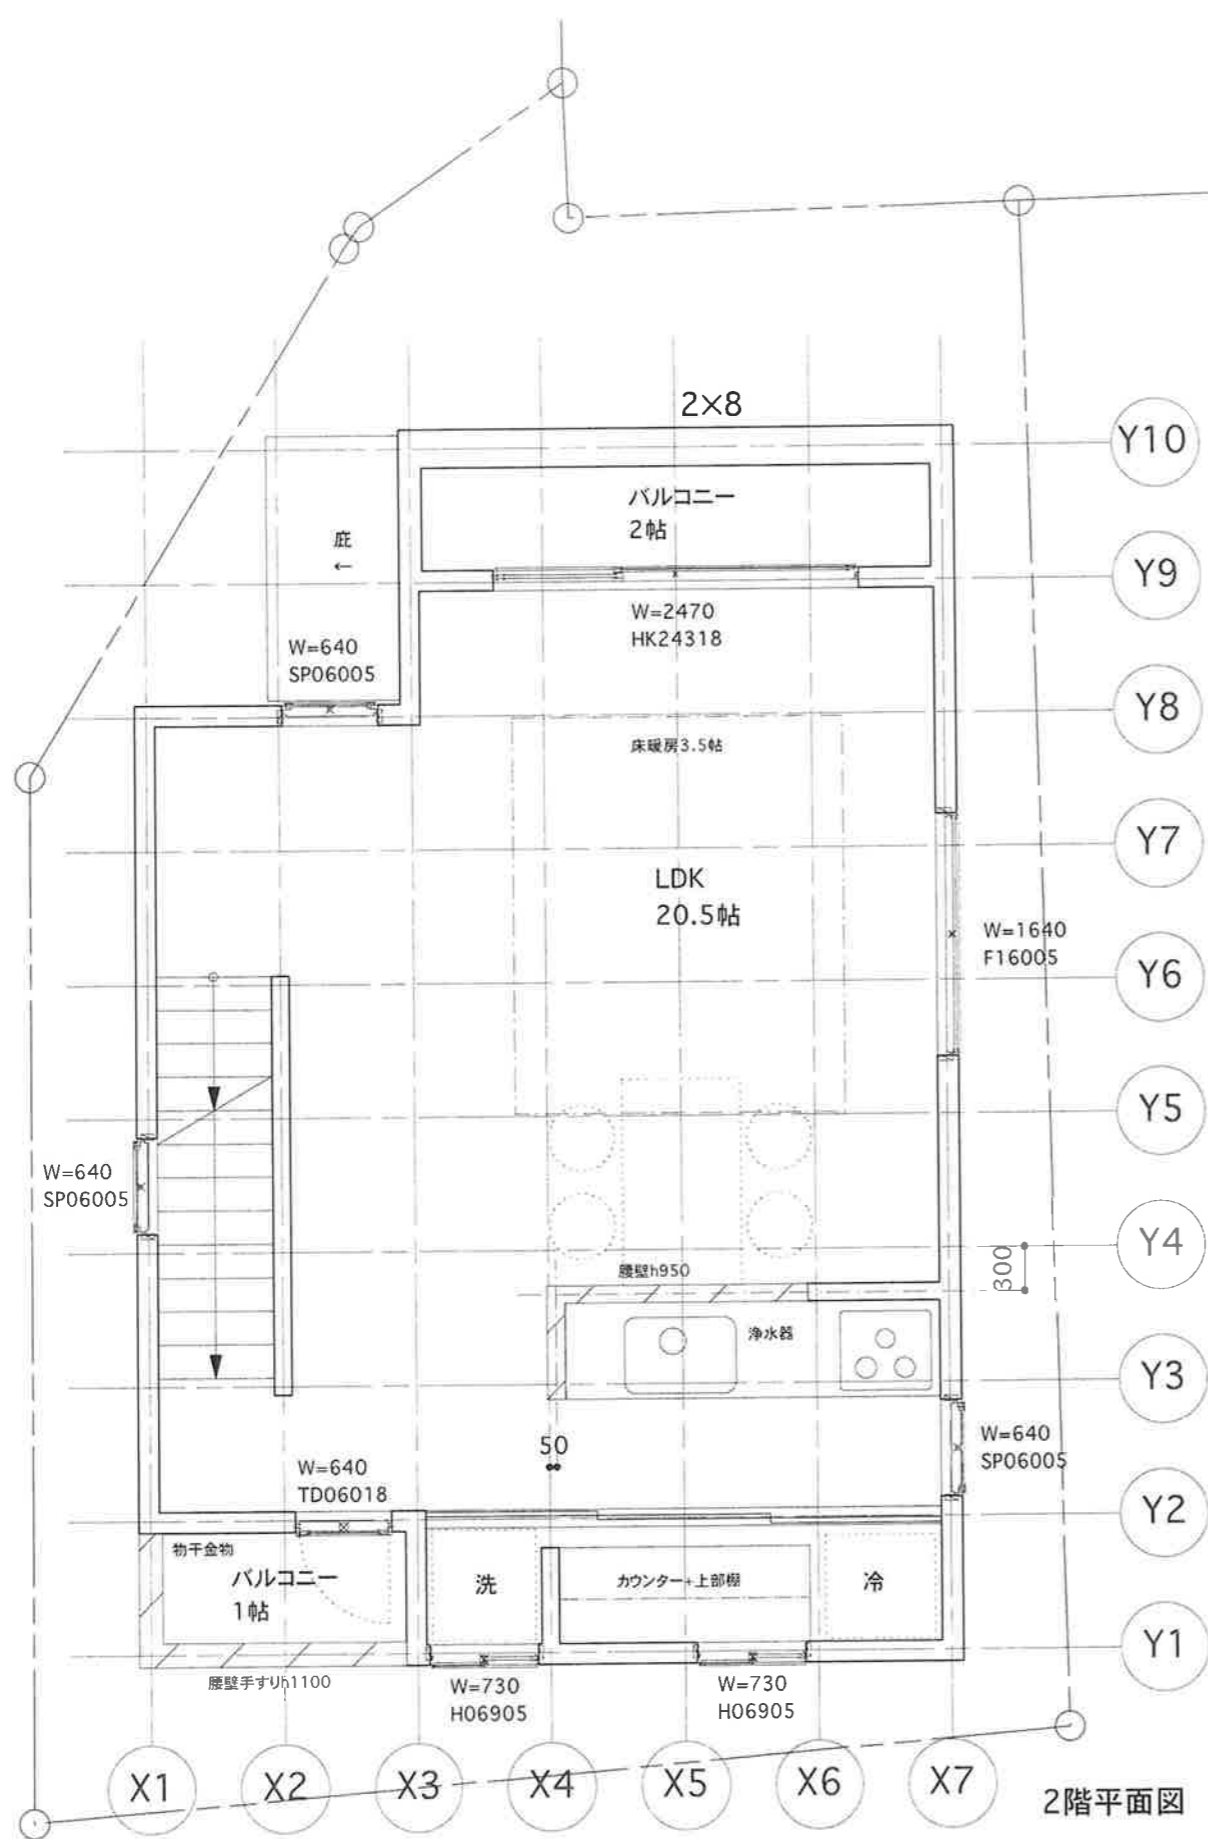 2×8
Y10
バルコニー
2帖
庇
←
Y9
W=2470
HK24318
W=640
SP06005
Y8
床暖房3.5帖
Y7
LDK
20.5帖
W=1640
F16005
Y6
Y5
W=640
SP06005
Y4
300
腰壁h950
浄水器
Y3
50
W=640
SP06005
W=640
TD06018
Y2
物干金物
バルコニー
1帖
洗
カウンター+上部棚
冷
Y1
腰壁手すりh1100
W=730
H06905
W=730
H06905
X1
X2
X3
X4
X5
X6
X7
2階平面図